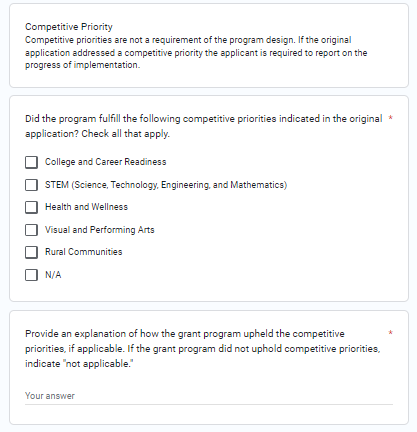 Competitive Priority
Competitive priorities are not a requirement of the program design. If the original
application addressed a competitive priority the applicant is required to report on the
progress of implementation.
Did the program fulfill the following competitive priorities indicated in the original *
application? Check all that apply.
College and Career Readiness
STEM (Science, Technology, Engineering, and Mathematics)
Health and Wellness
Visual and Performing Arts
Rural Communities
N/A
Provide an explanation of how the grant program upheld the competitive *
priorities, if applicable. If the grant program did not uphold competitive priorities,
indicate "not applicable."
Your answer